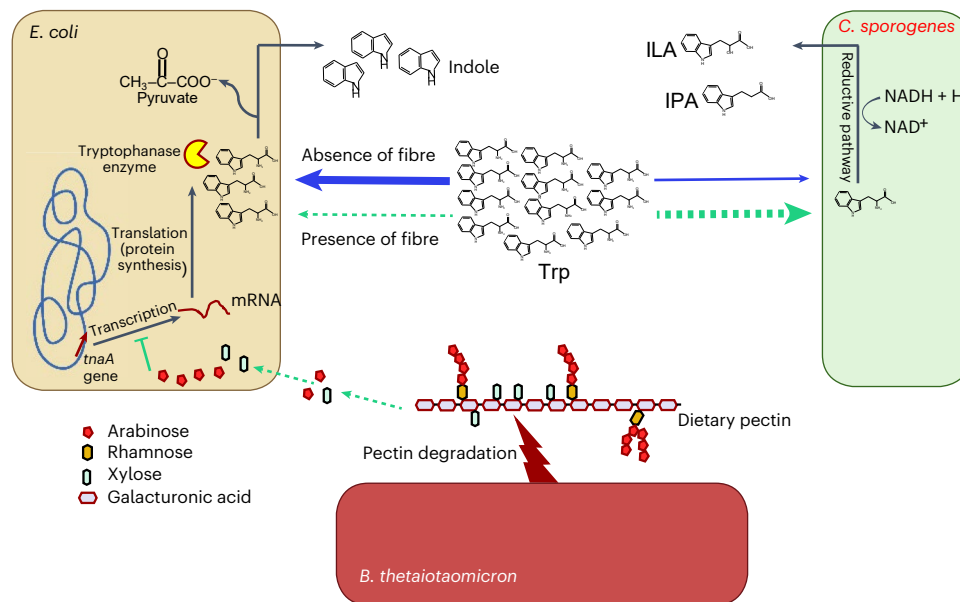 E. coli
O
CH₃–C–COO⁻
Pyruvate
Indole
Tryptophanase
enzyme
Translation
(protein
synthesis)
Transcription
mRNA
tnaA
gene
Absence of fibre
Presence of fibre
Trp
ILA
IPA
C. sporogenes
Reductive pathway
NADH + H
NAD⁺
Dietary pectin
Pectin degradation
Arabinose
Rhamnose
Xylose
Galacturonic acid
B. thetaiotaomicron